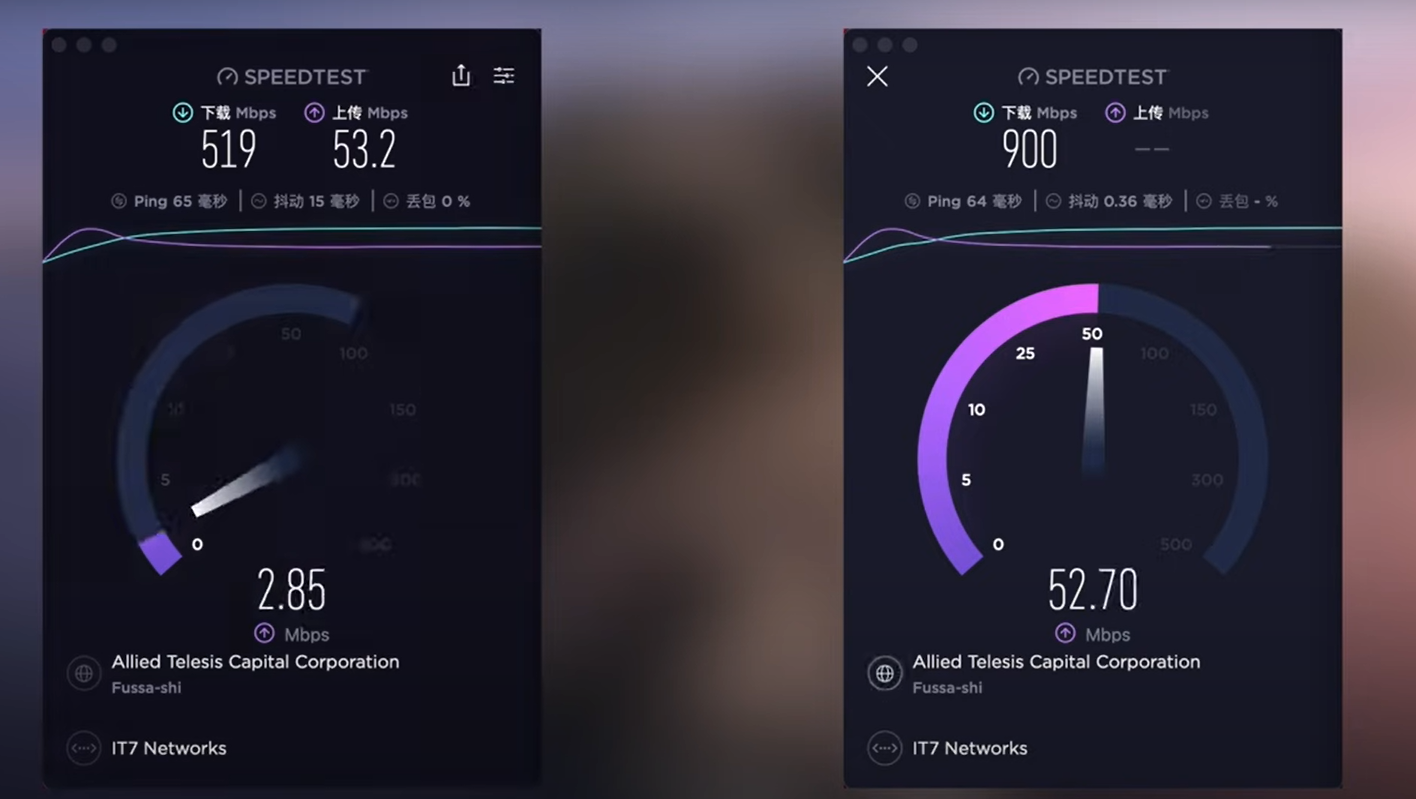 SPEEDTEST
下载 Mbps 上传 Mbps
519 53.2
Ping 65 毫秒 抖动 15 毫秒 丢包 0 %
50
100
10
150
5
0
2.85
Mbps
Allied Telesis Capital Corporation
Fussa-shi
IT7 Networks
SPEEDTEST
下载 Mbps 上传 Mbps
900 --
Ping 64 毫秒 抖动 0.36 毫秒 丢包 - %
50
25 100
10 150
5 300
0 500
52.70
Mbps
Allied Telesis Capital Corporation
Fussa-shi
IT7 Networks